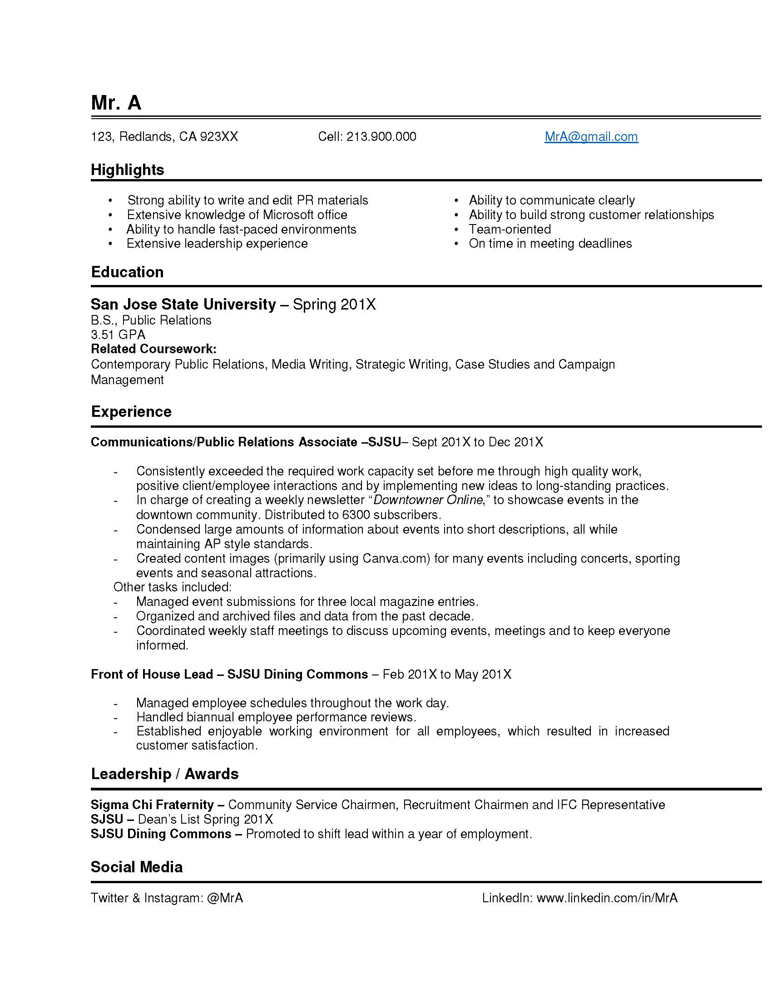 Mr. A
123, Redlands, CA 923XX Cell: 213.900.000 MrA@gmail.com
Highlights
• Strong ability to write and edit PR materials
• Extensive knowledge of Microsoft office
• Ability to handle fast-paced environments
• Extensive leadership experience
• Ability to communicate clearly
• Ability to build strong customer relationships
• Team-oriented
• On time in meeting deadlines
Education
San Jose State University – Spring 201X
B.S., Public Relations
3.51 GPA
Related Coursework:
Contemporary Public Relations, Media Writing, Strategic Writing, Case Studies and Campaign
Management
Experience
Communications/Public Relations Associate –SJSU– Sept 201X to Dec 201X
- Consistently exceeded the required work capacity set before me through high quality work,
positive client/employee interactions and by implementing new ideas to long-standing practices.
- In charge of creating a weekly newsletter “Downtowner Online,” to showcase events in the
downtown community. Distributed to 6300 subscribers.
- Condensed large amounts of information about events into short descriptions, all while
maintaining AP style standards.
- Created content images (primarily using Canva.com) for many events including concerts, sporting
events and seasonal attractions.
Other tasks included:
- Managed event submissions for three local magazine entries.
- Organized and archived files and data from the past decade.
- Coordinated weekly staff meetings to discuss upcoming events, meetings and to keep everyone
informed.
Front of House Lead – SJSU Dining Commons – Feb 201X to May 201X
- Managed employee schedules throughout the work day.
- Handled biannual employee performance reviews.
- Established enjoyable working environment for all employees, which resulted in increased
customer satisfaction.
Leadership / Awards
Sigma Chi Fraternity – Community Service Chairmen, Recruitment Chairmen and IFC Representative
SJSU – Dean’s List Spring 201X
SJSU Dining Commons – Promoted to shift lead within a year of employment.
Social Media
Twitter & Instagram: @MrA LinkedIn: www.linkedin.com/in/MrA